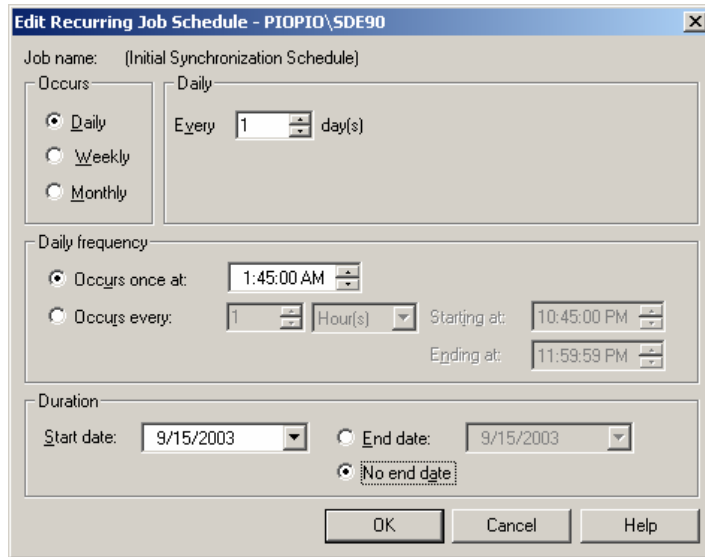 Edit Recurring Job Schedule - PIOPIO\SDE90
Job name: (Initial Synchronization Schedule)
Occurs
Daily
Weekly
Monthly
Daily
Every 1 day(s)
Daily frequency
Occurs once at: 1:45:00 AM
Occurs every: 1 Hour(s) Starting at: 10:45:00 PM
Ending at: 11:59:59 PM
Duration
Start date: 9/15/2003 End date: 9/15/2003
No end date
OK Cancel Help